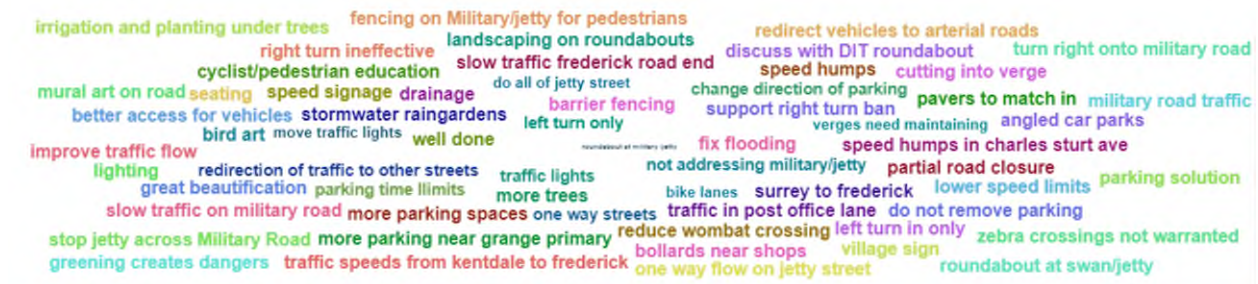 irrigation and planting under trees
fencing on Military/jetty for pedestrians
redirect vehicles to arterial roads
landscaping on roundabouts
right turn ineffective
discuss with DIT roundabout
turn right onto military road
slow traffic frederick road end
cyclist/pedestrian education
speed humps
cutting into verge
do all of jetty street
mural art on road
seating
speed signage
drainage
change direction of parking
pavers to match in
military road traffic
barrier fencing
better access for vehicles
stormwater raingardens
support right turn ban
left turn only
verges need maintaining
angled car parks
bird art
move traffic lights
well done
roundabout at military /jetty
fix flooding
speed humps in charles sturt ave
improve traffic flow
lighting
redirection of traffic to other streets
traffic lights
not addressing military/jetty
partial road closure
parking solution
great beautification
parking time llimits
more trees
bike lanes
surrey to frederick
lower speed limits
slow traffic on military road
more parking spaces
one way streets
traffic in post office lane
do not remove parking
stop jetty across Military Road
more parking near grange primary
reduce wombat crossing
left turn in only
zebra crossings not warranted
bollards near shops
village sign
greening creates dangers
traffic speeds from kentdale to frederick
one way flow on jetty street
roundabout at swan/jetty